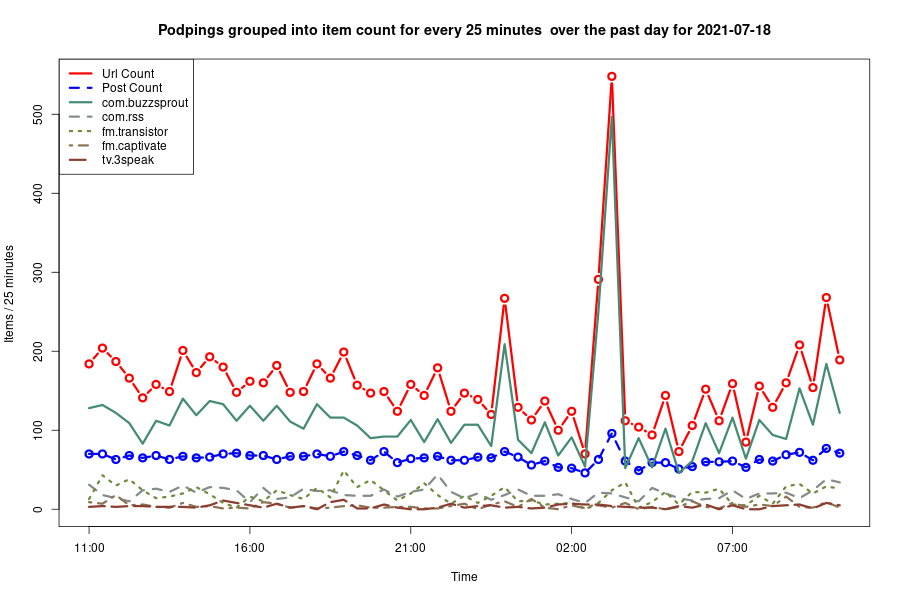 Podpings grouped into item count for every 25 minutes  over the past day for 2021-07-18
Url Count
Post Count
com.buzzsprout
com.rss
fm.transistor
fm.captivate
tv.3speak
Items / 25 minutes
500
400
300
200
100
0
11:00
16:00
21:00
02:00
07:00
Time